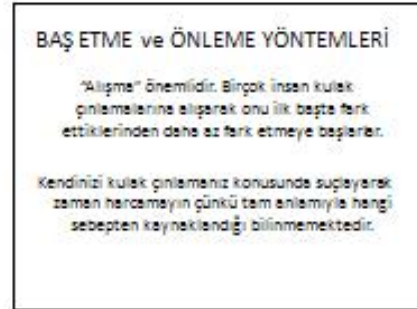 BAŞ ETME ve ÖNLEME YÖNTEMLERİ
"Alışma" önemlidir. Birçok insan kulak
çınlamalarına alışarak onu ilk başta fark
ettiklerinden daha az fark etmeye başlarlar.
Kendinizi kulak çınlamanız konusunda suçlayarak
zaman harcamayın çünkü tam anlamıyla hangi
sebepten kaynaklandığı bilinmemektedir.